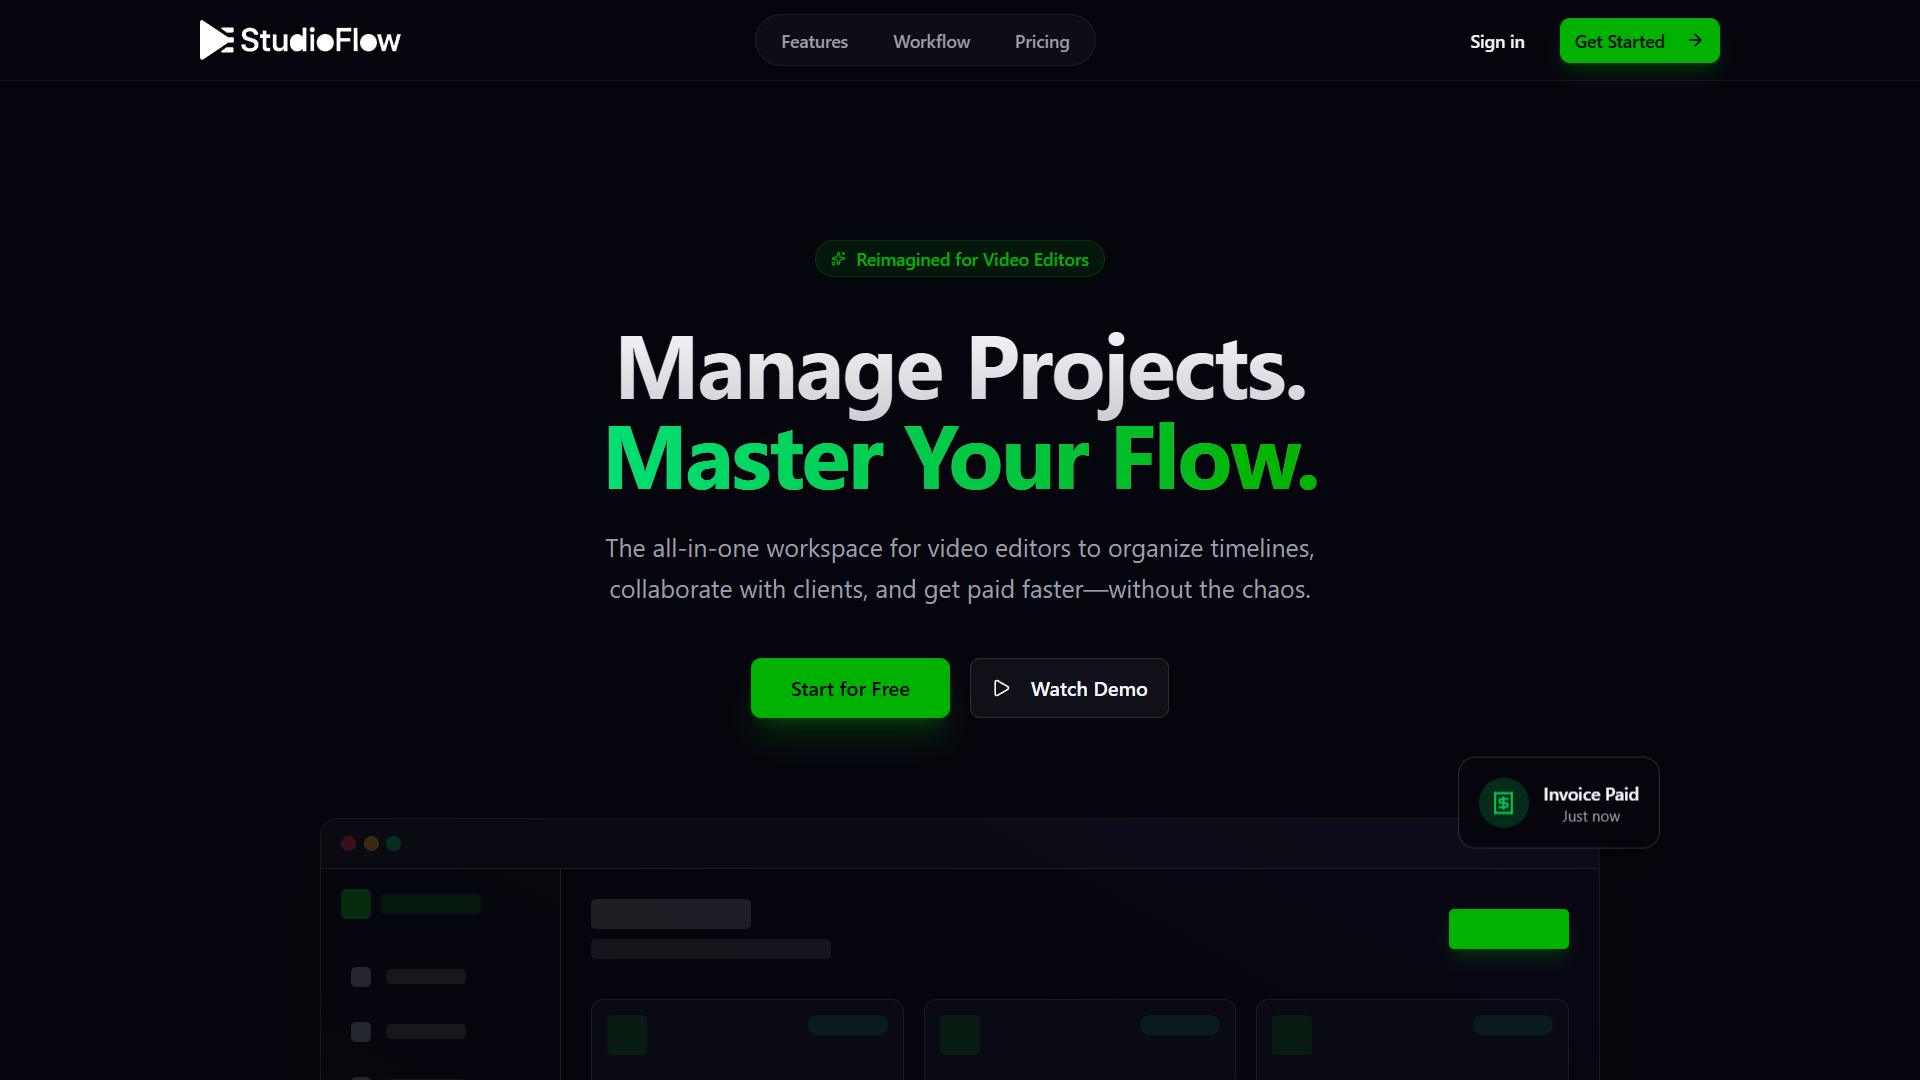 StudioFlow
Features
Workflow
Pricing
Sign in
Get Started
Reimagined for Video Editors
Manage Projects.
Master Your Flow.
The all-in-one workspace for video editors to organize timelines,
collaborate with clients, and get paid faster—without the chaos.
Start for Free
Watch Demo
Invoice Paid
Just now